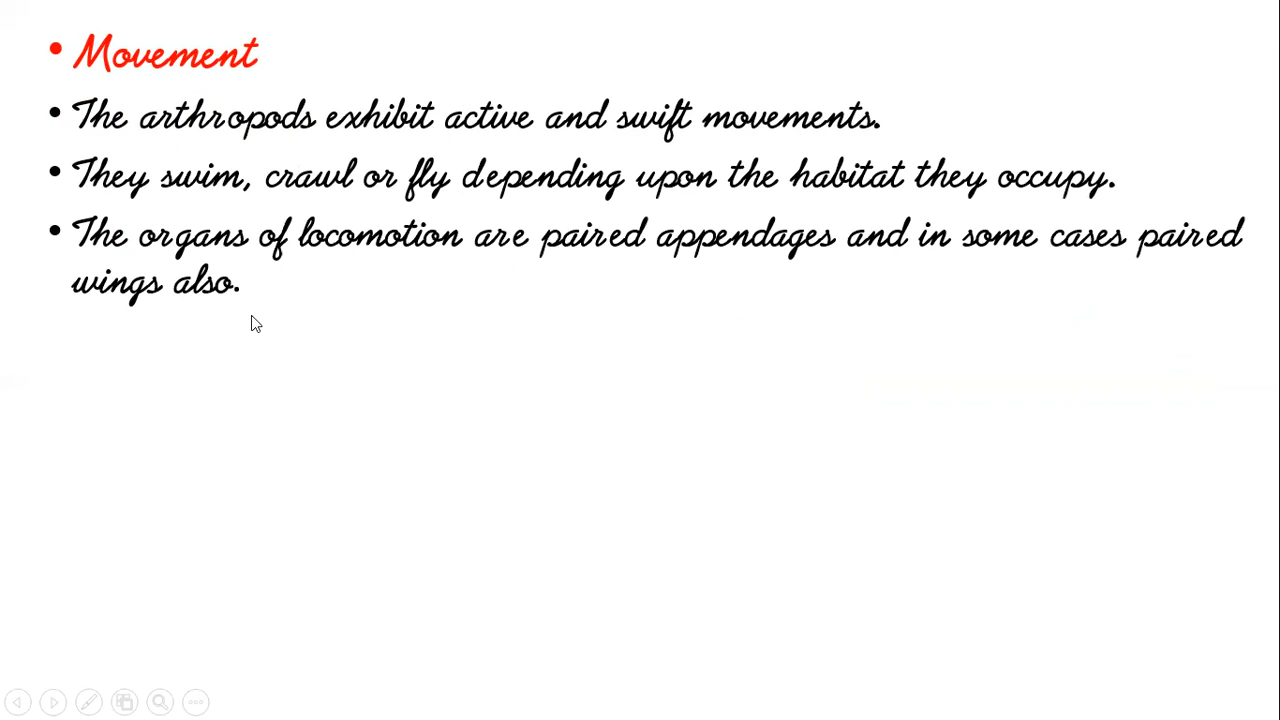 • Movement
• The arthropods exhibit active and swift movements.
• They swim, crawl or fly depending upon the habitat they occupy.
• The organs of locomotion are paired appendages and in some cases paired
wings also.